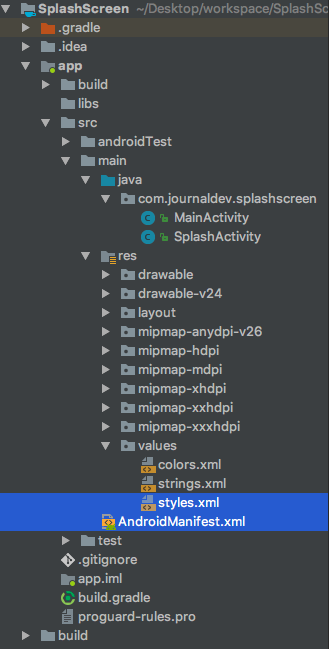 SplashScreen ~/Desktop/workspace/SplashSc
.gradle
.idea
app
build
libs
src
androidTest
main
java
com.journaldev.splashscreen
MainActivity
SplashActivity
res
drawable
drawable-v24
layout
mipmap-anydpi-v26
mipmap-hdpi
mipmap-mdpi
mipmap-xhdpi
mipmap-xxhdpi
mipmap-xxxhdpi
values
colors.xml
strings.xml
styles.xml
AndroidManifest.xml
test
.gitignore
app.iml
build.gradle
proguard-rules.pro
build